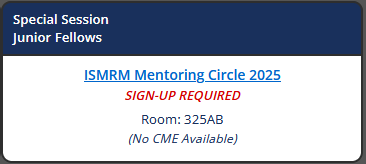 Special Session
Junior Fellows
ISMRM Mentoring Circle 2025
SIGN-UP REQUIRED
Room: 325AB
(No CME Available)